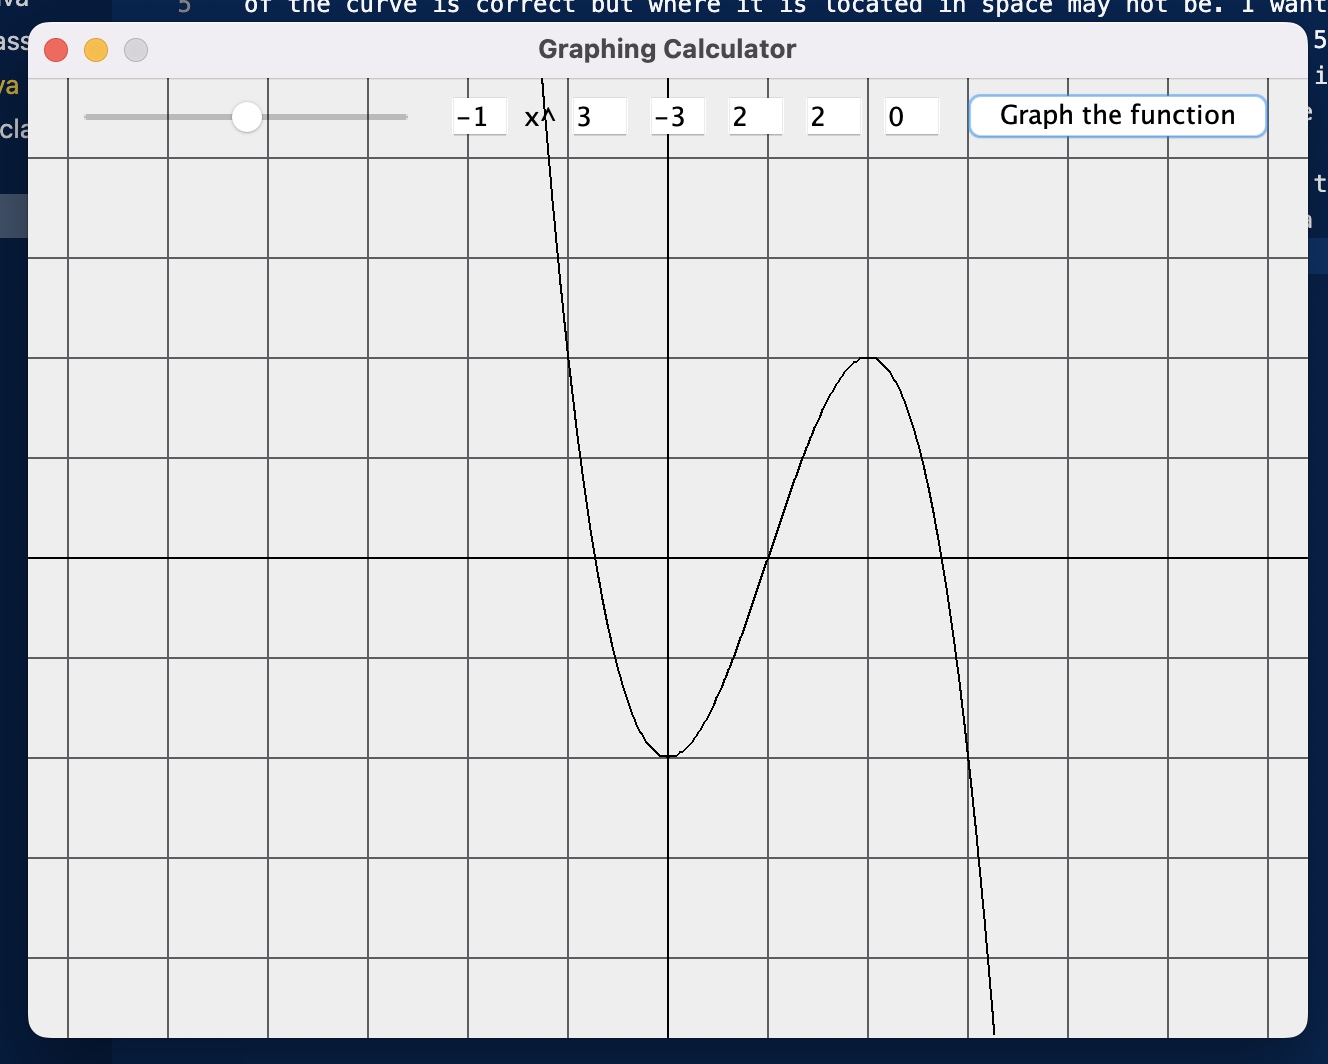 va
5 of the curve is correct but where it is located in space may not be. I want
ass
Graphing Calculator
5
va
-1 x^ 3 -3 2 2 0 Graph the function
cla
t